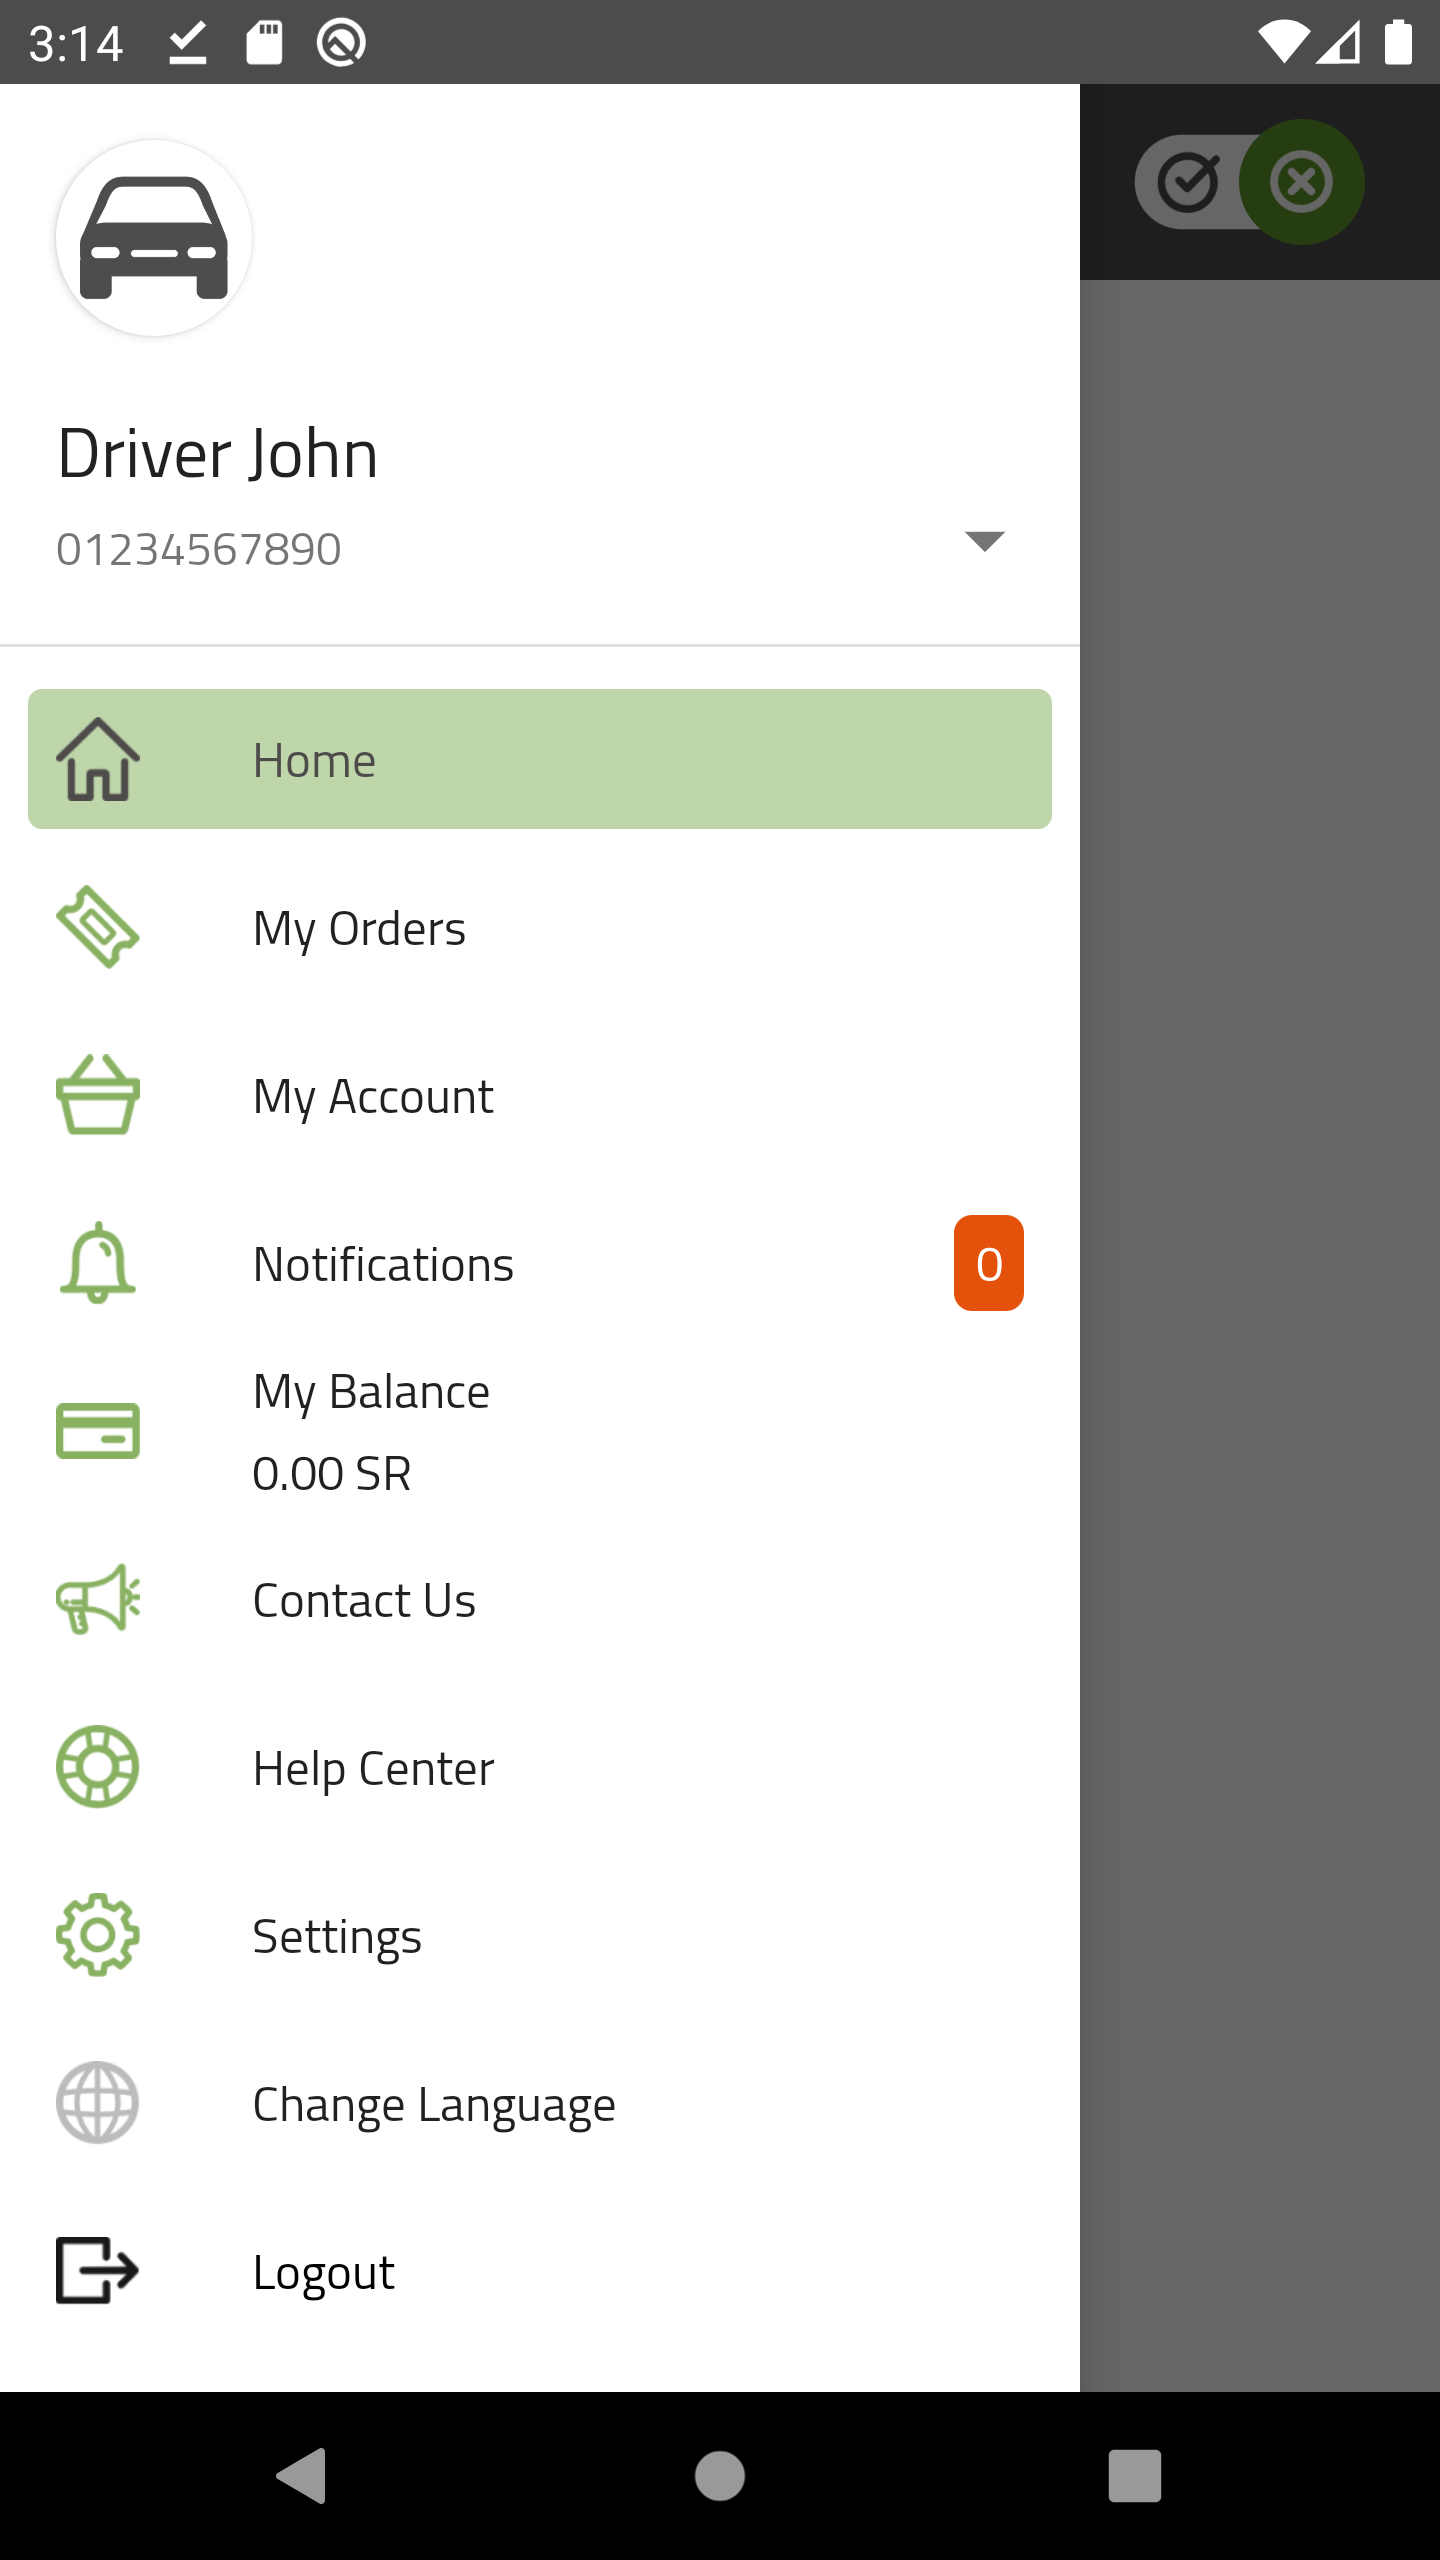 3:14
Driver John
01234567890
Home
My Orders
My Account
Notifications
0
My Balance
0.00 SR
Contact Us
Help Center
Settings
Change Language
Logout